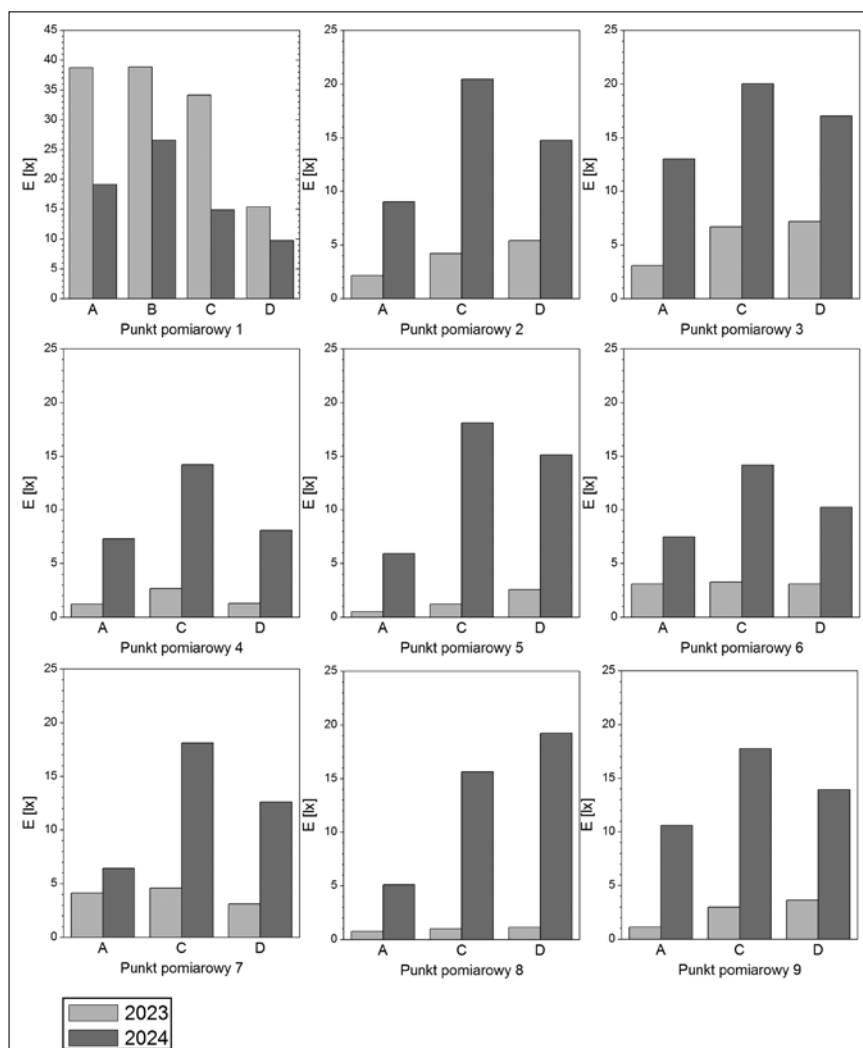 45
40
35
30
25
20
15
10
5
0
E [lx]
A B C D
Punkt pomiarowy 1
25
20
15
10
5
0
E [lx]
A C D
Punkt pomiarowy 2
25
20
15
10
5
0
E [lx]
A C D
Punkt pomiarowy 3
25
20
15
10
5
0
E [lx]
A C D
Punkt pomiarowy 4
25
20
15
10
5
0
E [lx]
A C D
Punkt pomiarowy 5
25
20
15
10
5
0
E [lx]
A C D
Punkt pomiarowy 6
25
20
15
10
5
0
E [lx]
A C D
Punkt pomiarowy 7
25
20
15
10
5
0
E [lx]
A C D
Punkt pomiarowy 8
25
20
15
10
5
0
E [lx]
A C D
Punkt pomiarowy 9
2023
2024